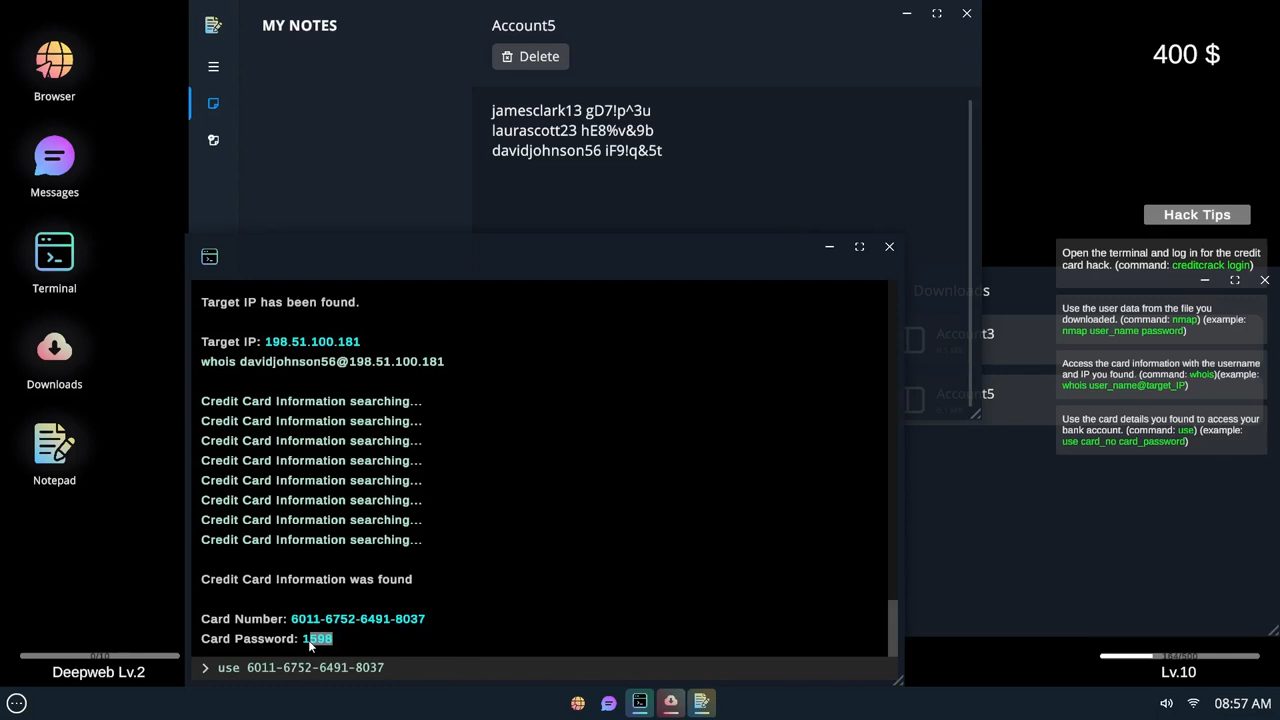 Browser
Messages
Terminal
Downloads
Notepad
0/10
Deepweb Lv.2
MY NOTES
Account5
Delete
jamesclark13 gD7!p^3u
laurascott23 hE8%v&9b
davidjohnson56 iF9!q&5t
Target IP has been found.
Target IP: 198.51.100.181
whois davidjohnson56@198.51.100.181
Credit Card Information searching...
Credit Card Information searching...
Credit Card Information searching...
Credit Card Information searching...
Credit Card Information searching...
Credit Card Information searching...
Credit Card Information searching...
Credit Card Information searching...
Credit Card Information was found
Card Number: 6011-6752-6491-8037
Card Password: 1598
> use 6011-6752-6491-8037
Downloads
Account3
Account5
400 $
Hack Tips
Open the terminal and log in for the credit
card hack. (command: creditcrack login)
Use the user data from the file you
downloaded. (command: nmap) (example:
nmap user_name password)
Access the card information with the username
and IP you found. (command: whois)(example:
whois user_name@target_IP)
Use the card details you found to access your
bank account. (command: use) (example:
use card_no card_password)
164/500
Lv.10
08:57 AM